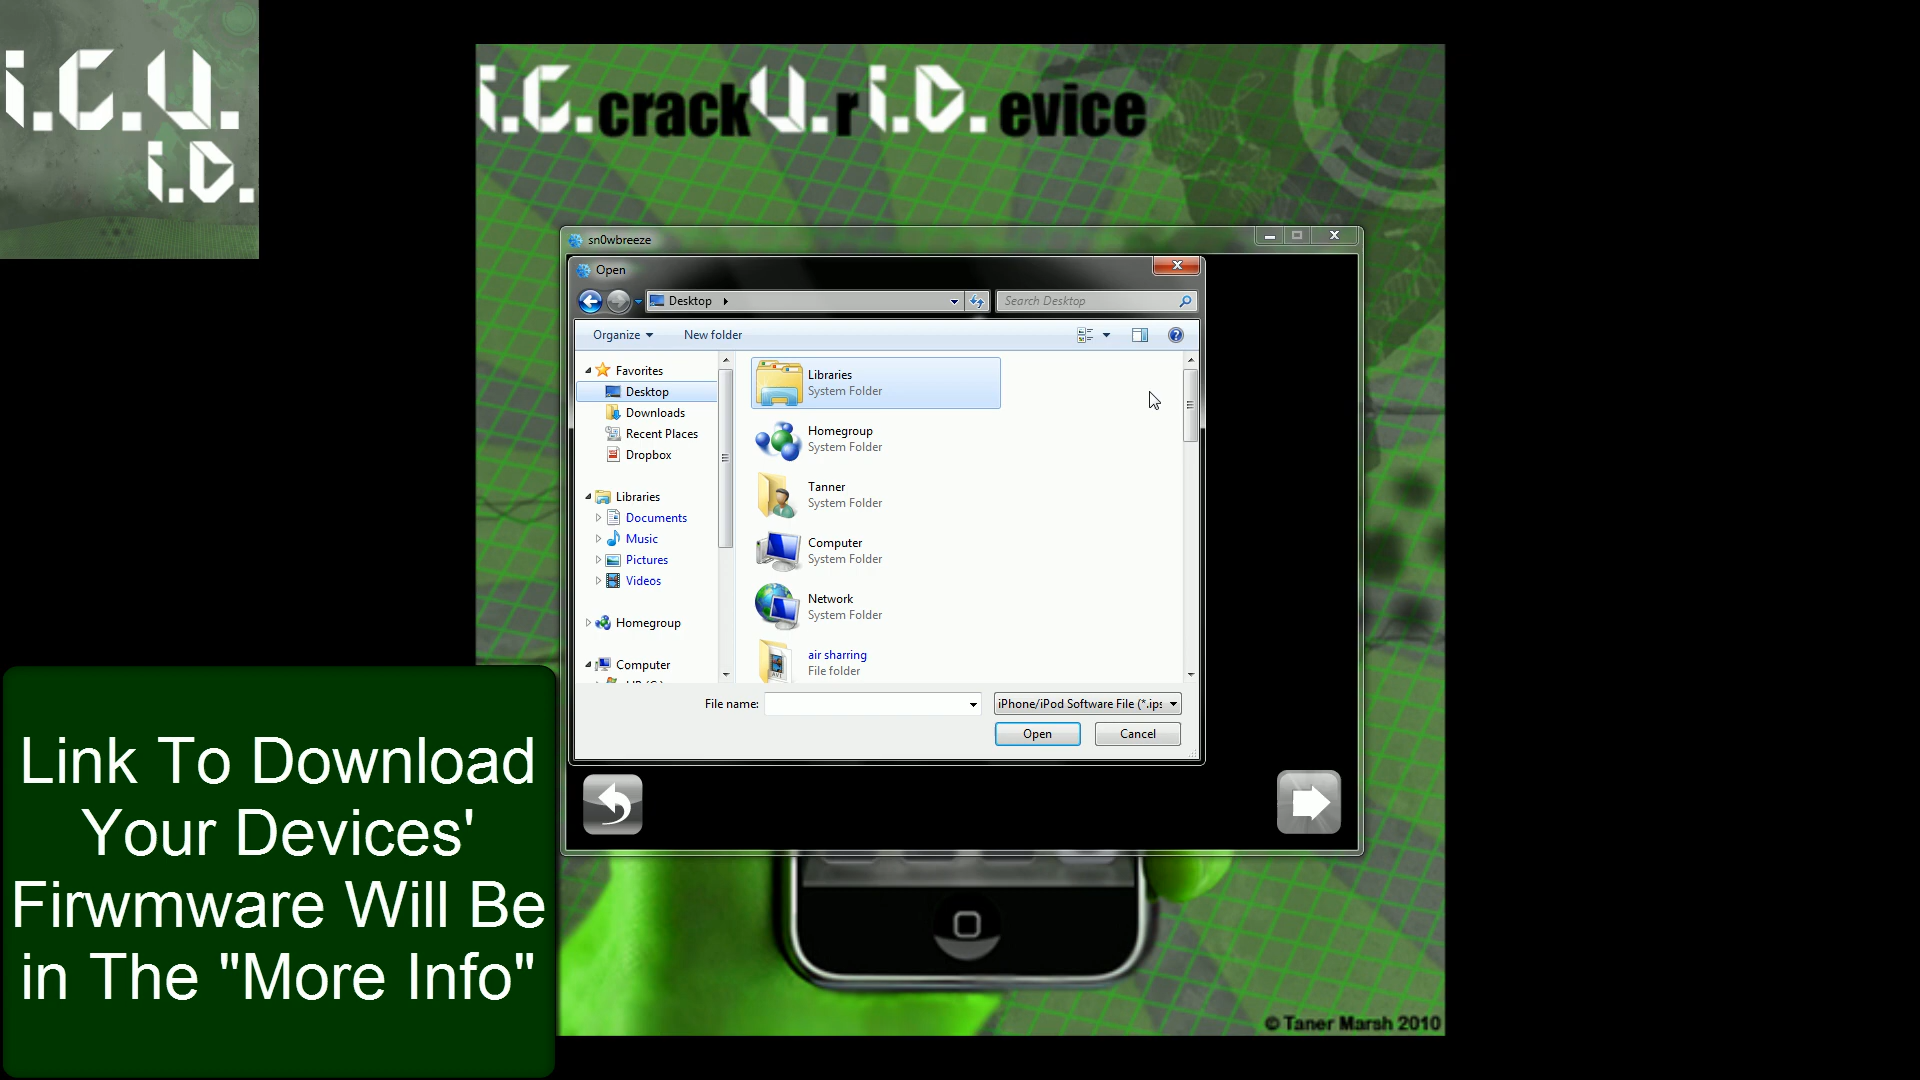 i.C.U.
i.D.
i.C.crackU.r i.D. evice
sn0wbreeze
Open
Desktop
Search Desktop
Organize
New folder
Favorites
Desktop
Downloads
Recent Places
Dropbox
Libraries
Documents
Music
Pictures
Videos
Homegroup
Computer
Libraries
System Folder
Homegroup
System Folder
Tanner
System Folder
Computer
System Folder
Network
System Folder
air sharring
File folder
File name:
iPhone/iPod Software File (*.ips
Open
Cancel
Link To Download
Your Devices'
Firwmware Will Be
in The "More Info"
© Taner Marsh 2010